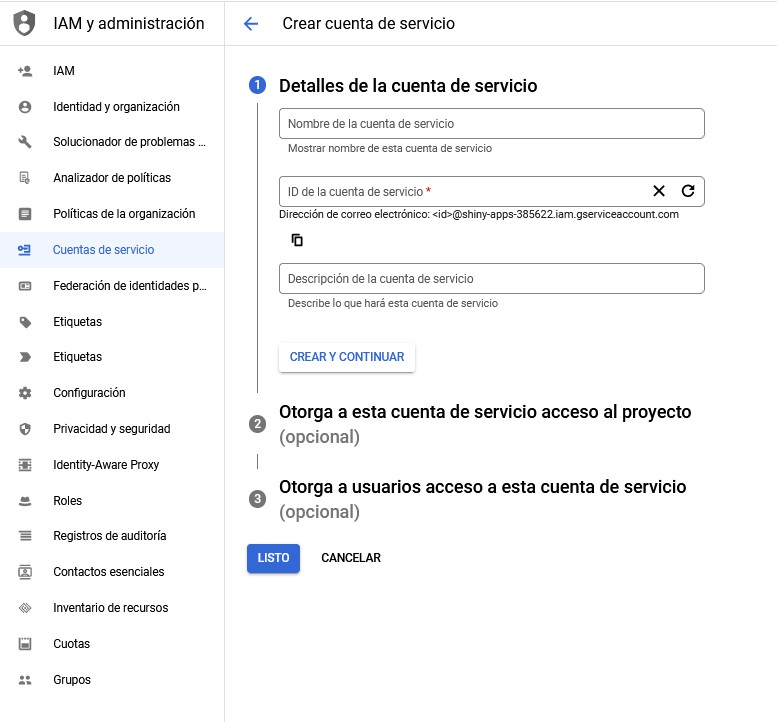 IAM y administración
Crear cuenta de servicio
IAM
Identidad y organización
Solucionador de problemas ...
Analizador de políticas
Políticas de la organización
Cuentas de servicio
Federación de identidades p...
Etiquetas
Etiquetas
Configuración
Privacidad y seguridad
Identity-Aware Proxy
Roles
Registros de auditoría
Contactos esenciales
Inventario de recursos
Cuotas
Grupos
1 Detalles de la cuenta de servicio
Nombre de la cuenta de servicio
Mostrar nombre de esta cuenta de servicio
ID de la cuenta de servicio *
Dirección de correo electrónico: <id>@shiny-apps-385622.iam.gserviceaccount.com
Descripción de la cuenta de servicio
Describe lo que hará esta cuenta de servicio
CREAR Y CONTINUAR
2 Otorga a esta cuenta de servicio acceso al proyecto
(opcional)
3 Otorga a usuarios acceso a esta cuenta de servicio
(opcional)
LISTO CANCELAR